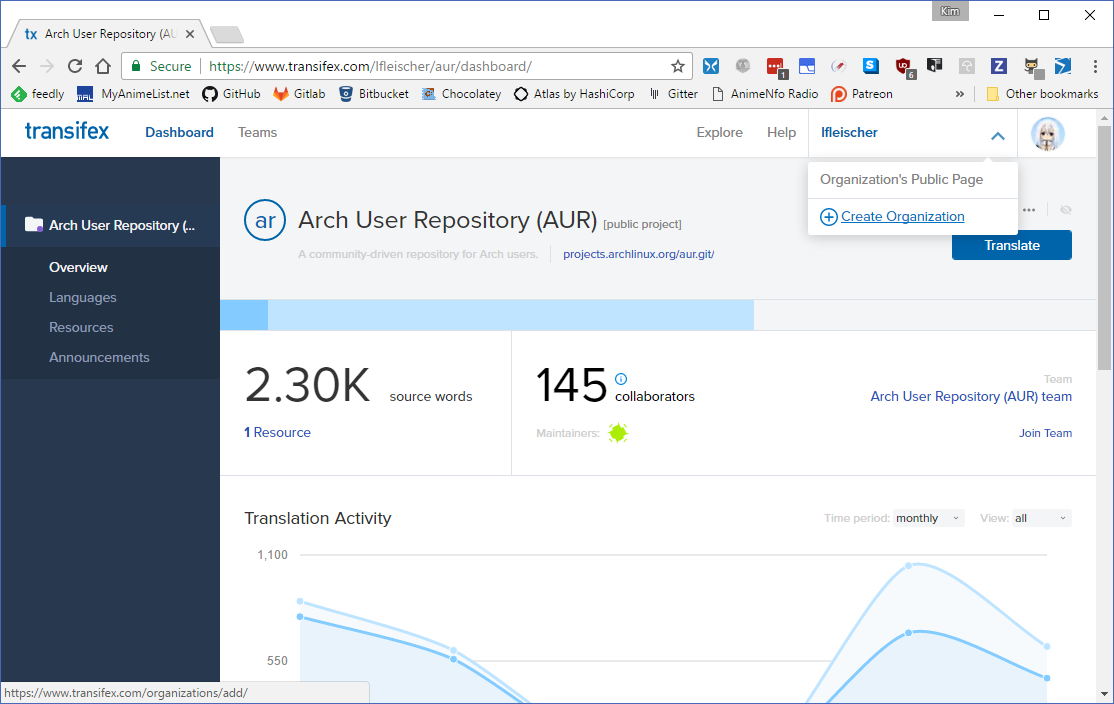 Kim
tx Arch User Repository (AU
Secure https://www.transifex.com/lfleischer/aur/dashboard/
1 6
feedly MyAnimeList.net GitHub Gitlab Bitbucket Chocolatey Atlas by HashiCorp Gitter AnimeNfo Radio Patreon » Other bookmarks
transifex Dashboard Teams Explore Help lfleischer
Organization's Public Page
Create Organization
Arch User Repository (...
Overview
Languages
Resources
Announcements
ar Arch User Repository (AUR) [public project]
A community-driven repository for Arch users. projects.archlinux.org/aur.git/
Translate
2.30K source words
1 Resource
145 collaborators
Maintainers:
Team
Arch User Repository (AUR) team
Join Team
Translation Activity
Time period: monthly View: all
1,100
550
https://www.transifex.com/organizations/add/